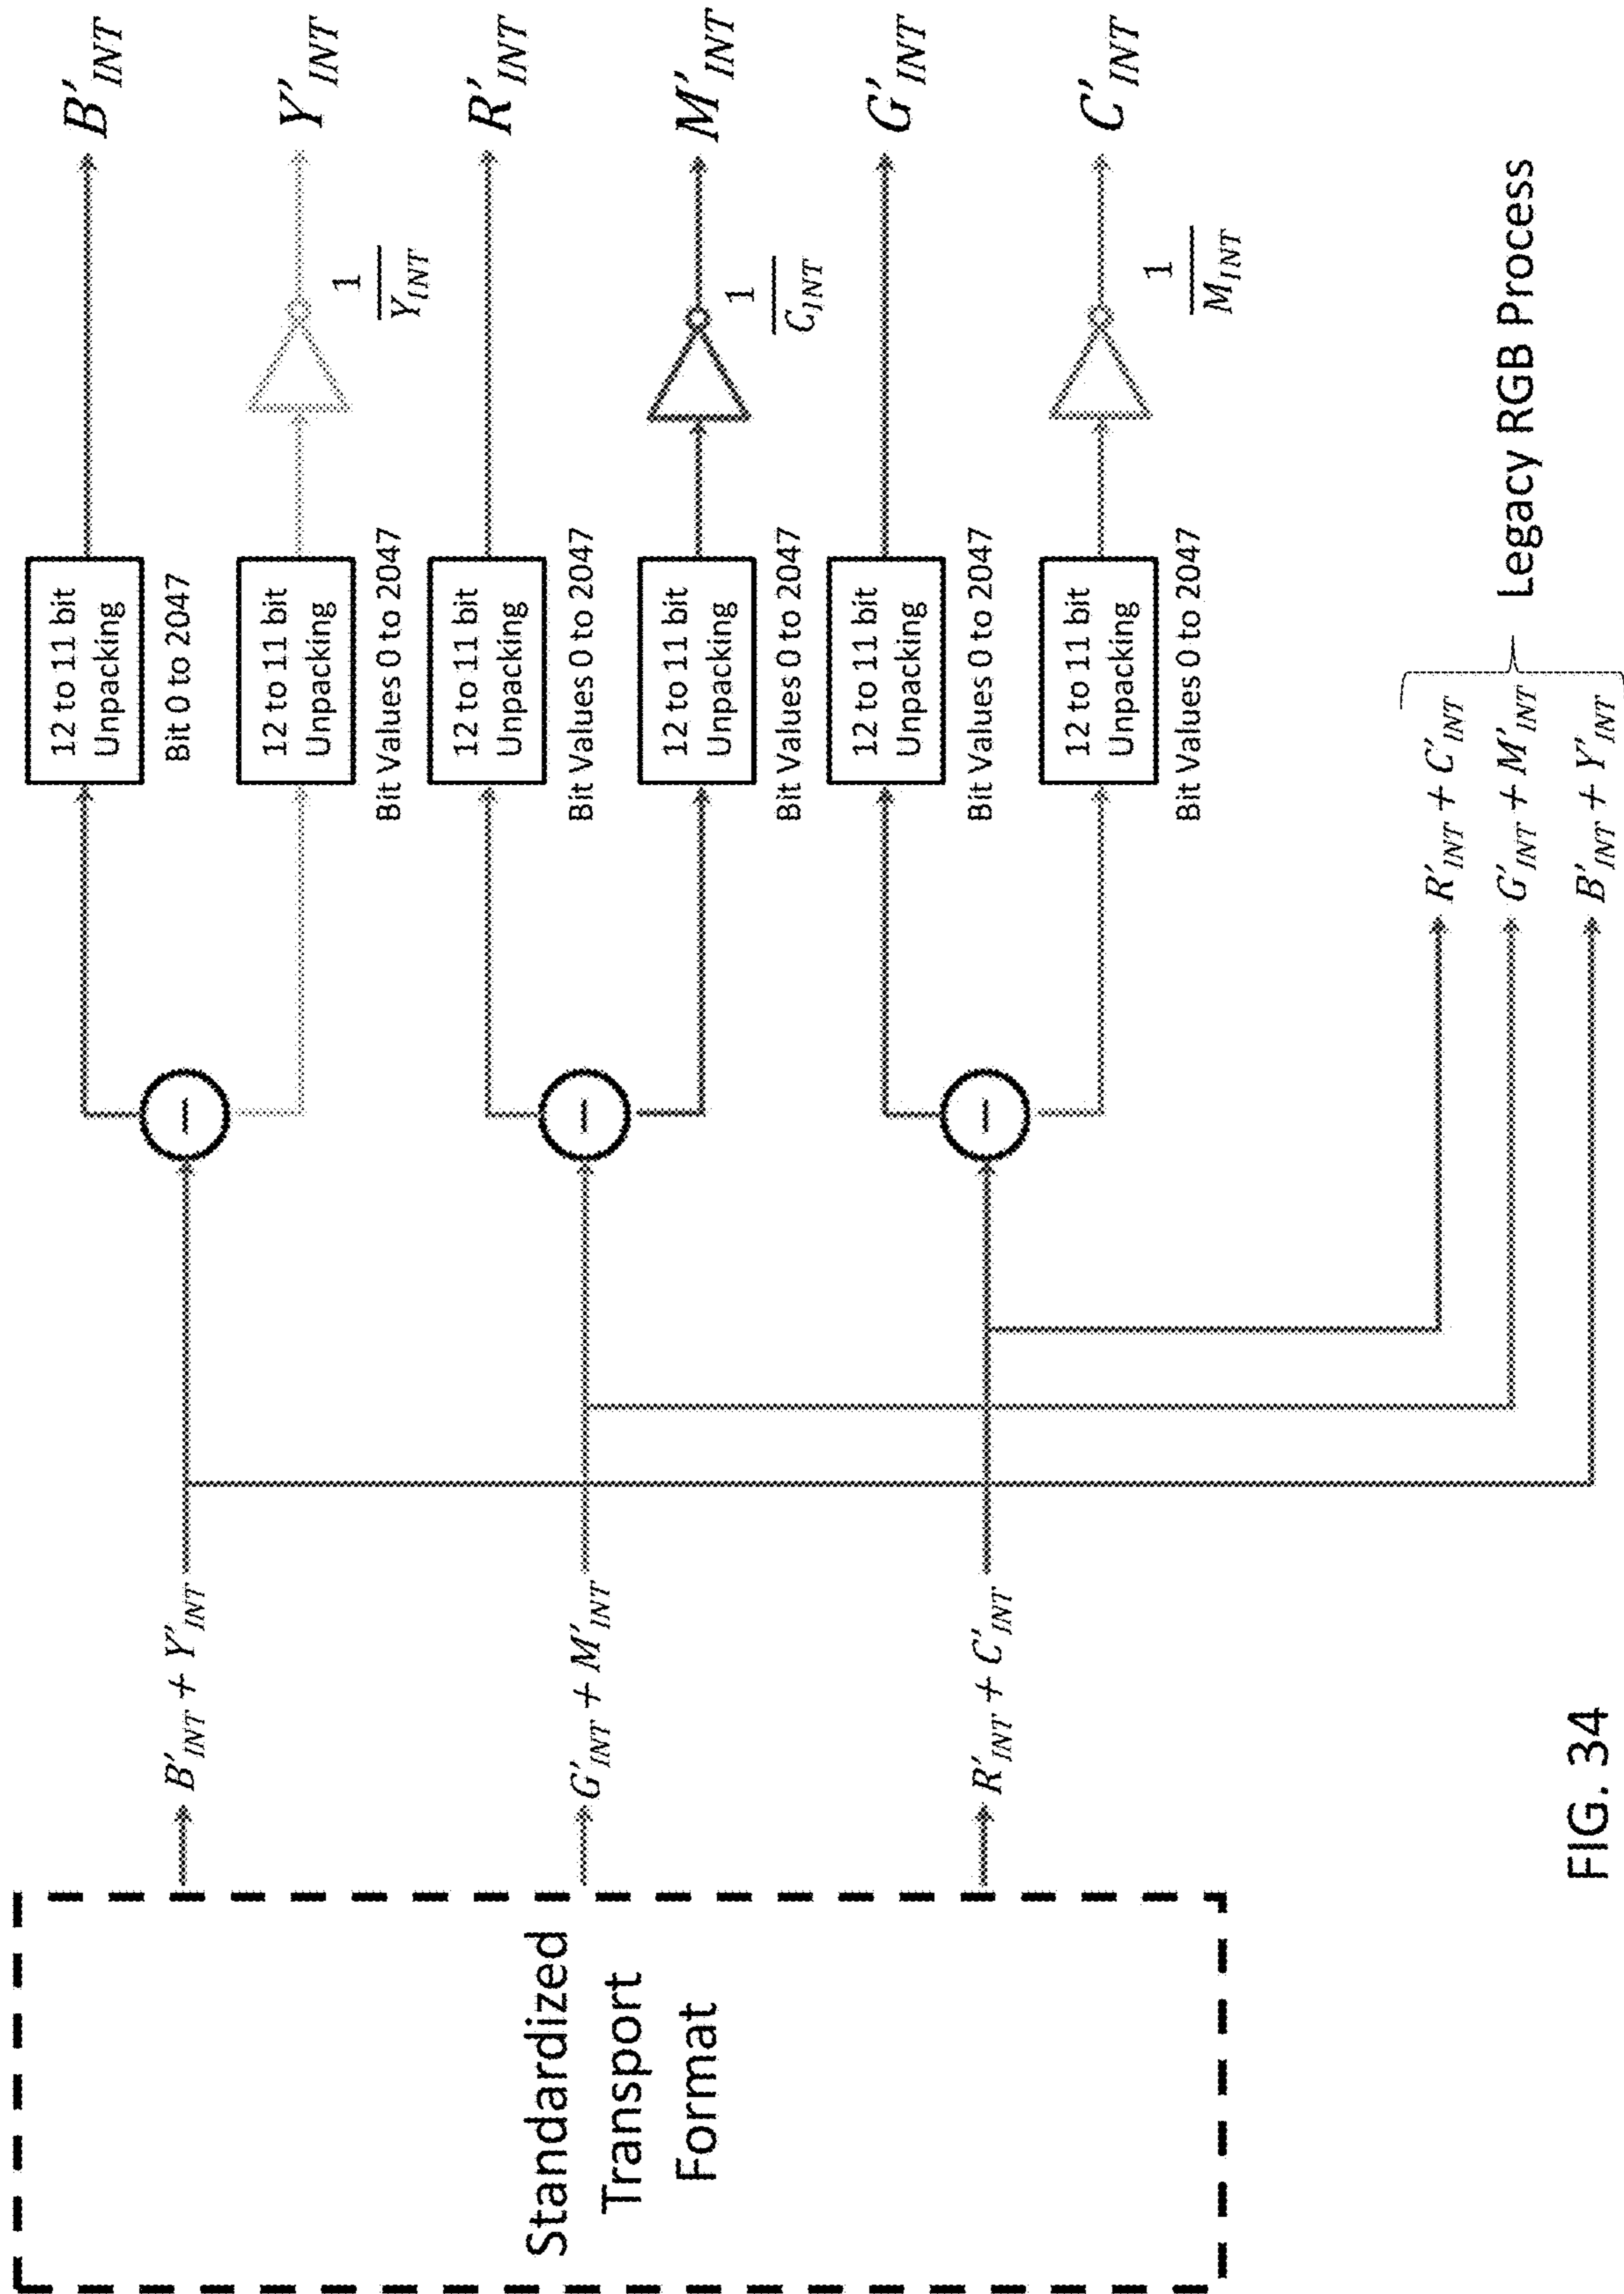 Standardized
Transport
Format
B'INT + Y'INT
G'INT + M'INT
R'INT + C'INT
−
−
−
12 to 11 bit
Unpacking
Bit 0 to 2047
12 to 11 bit
Unpacking
Bit Values 0 to 2047
12 to 11 bit
Unpacking
Bit Values 0 to 2047
12 to 11 bit
Unpacking
Bit Values 0 to 2047
12 to 11 bit
Unpacking
Bit Values 0 to 2047
12 to 11 bit
Unpacking
Bit Values 0 to 2047
1
YINT
1
CINT
1
MINT
B'INT
Y'INT
R'INT
M'INT
G'INT
C'INT
R'INT + C'INT
G'INT + M'INT
B'INT + Y'INT
Legacy RGB Process
FIG. 34